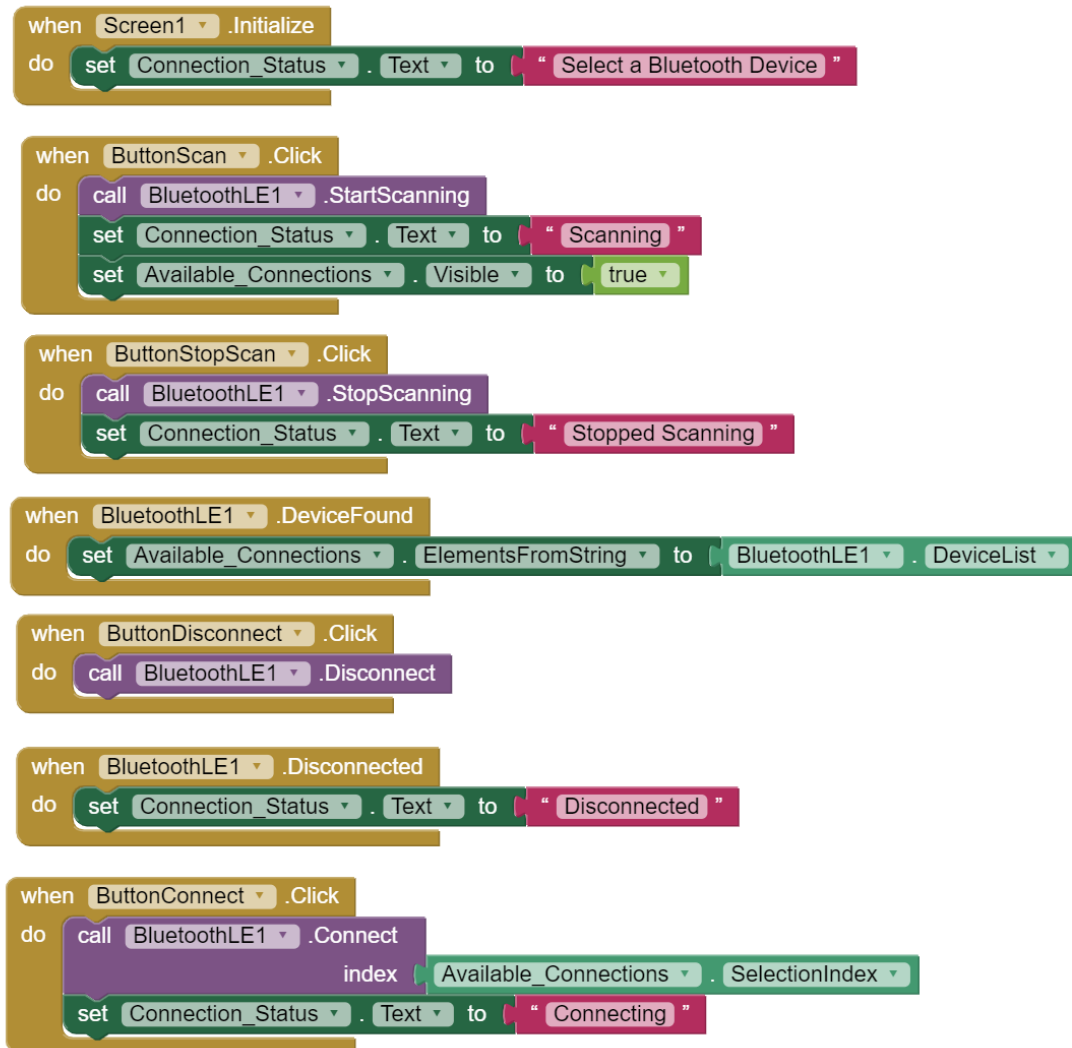 when Screen1 .Initialize
do set Connection_Status . Text to “ Select a Bluetooth Device ”
when ButtonScan .Click
do call BluetoothLE1 .StartScanning
set Connection_Status . Text to “ Scanning ”
set Available_Connections . Visible to true
when ButtonStopScan .Click
do call BluetoothLE1 .StopScanning
set Connection_Status . Text to “ Stopped Scanning ”
when BluetoothLE1 .DeviceFound
do set Available_Connections . ElementsFromString to BluetoothLE1 . DeviceList
when ButtonDisconnect .Click
do call BluetoothLE1 .Disconnect
when BluetoothLE1 .Disconnected
do set Connection_Status . Text to “ Disconnected ”
when ButtonConnect .Click
do call BluetoothLE1 .Connect
index Available_Connections . SelectionIndex
set Connection_Status . Text to “ Connecting ”